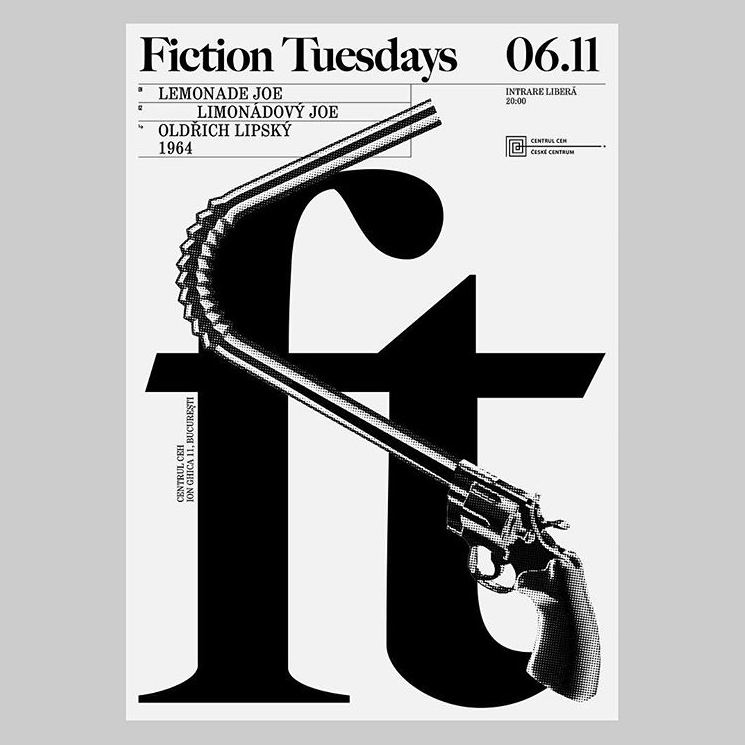 Fiction Tuesdays
06.11
LEMONADE JOE
LIMONÁDOVÝ JOE
OLDŘICH LIPSKÝ
1964
INTRARE LIBERĂ
20:00
CENTRUL CEH
ČESKÉ CENTRUM
ft
CENTRUL CEH
ION GHICA 11, BUCUREȘTI